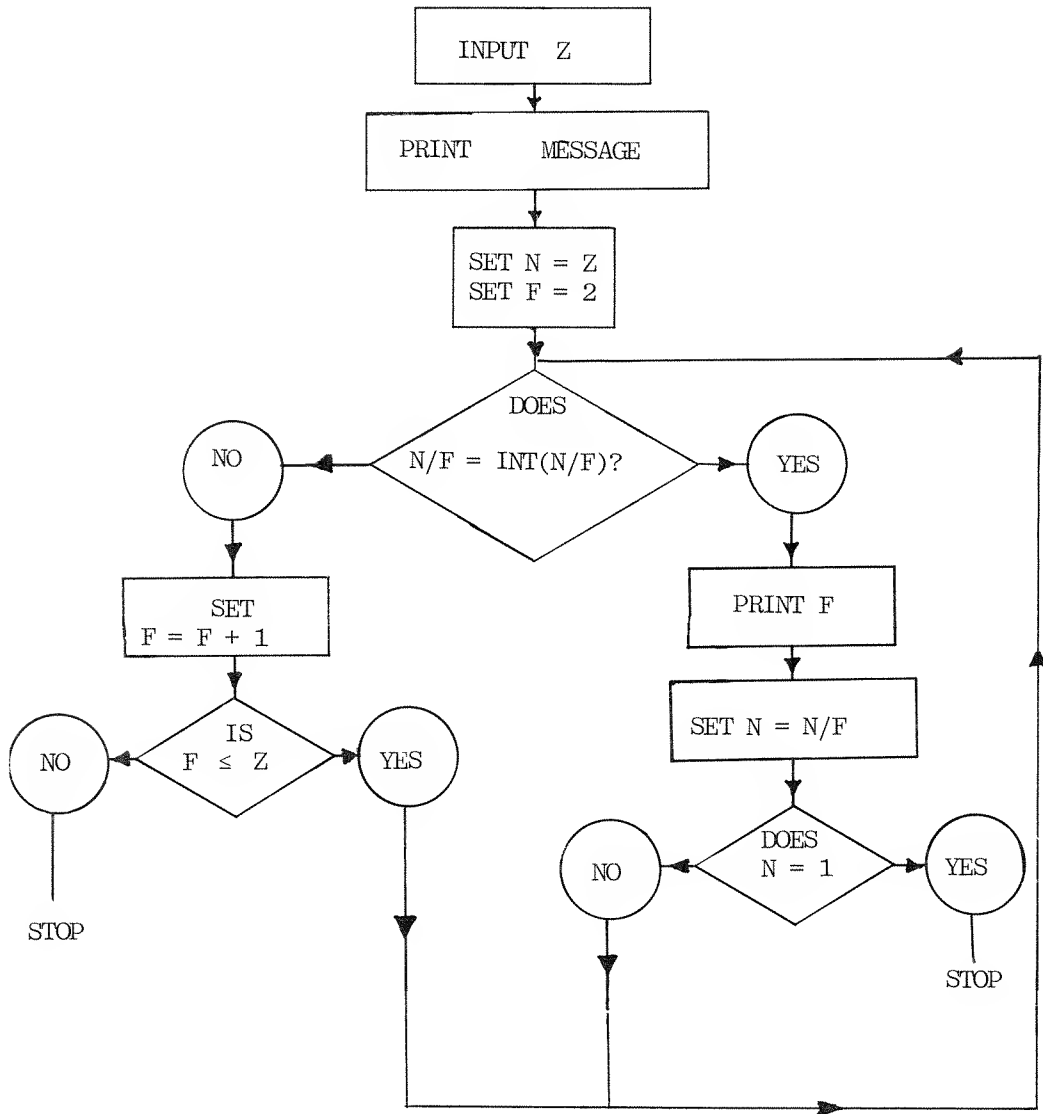 INPUT Z
PRINT MESSAGE
SET N = Z
SET F = 2
DOES
N/F = INT(N/F)?
NO
YES
SET
F = F + 1
PRINT F
IS
F ≤ Z
NO
YES
SET N = N/F
DOES
N = 1
NO
YES
STOP
STOP